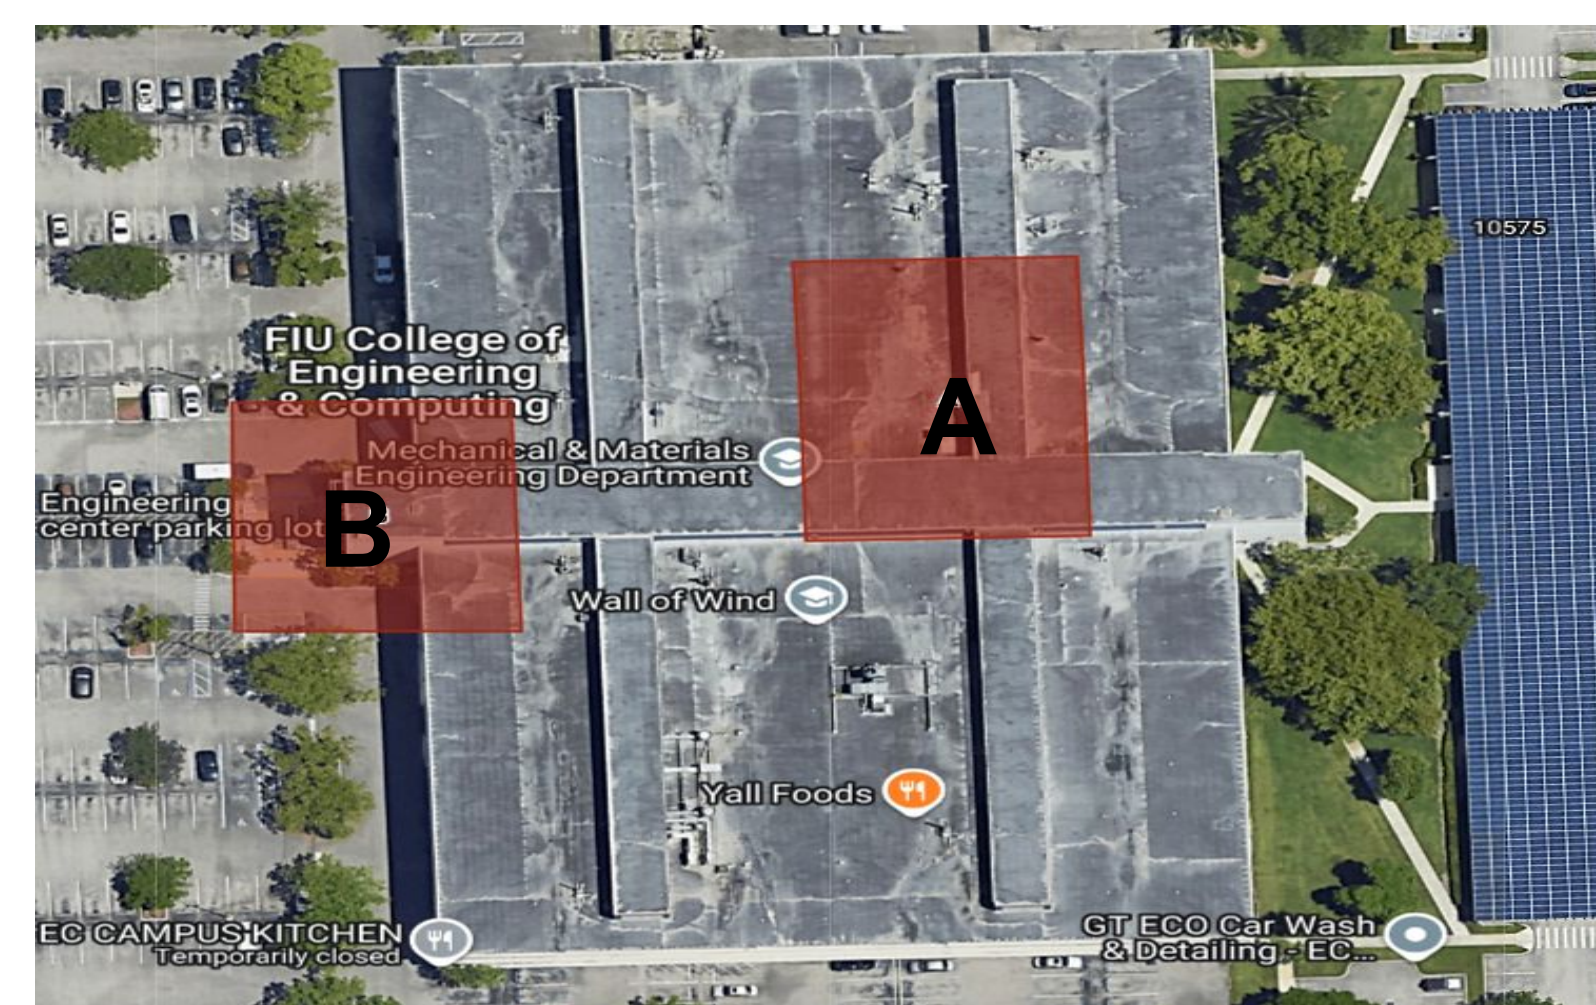 10575
FIU College of
Engineering
& Computing
A
Mechanical & Materials
Engineering Department
Engineering
center parking lot
B
Wall of Wind
Yall Foods
EC CAMPUS KITCHEN
Temporarily closed
GT ECO Car Wash
& Detailing - EC...